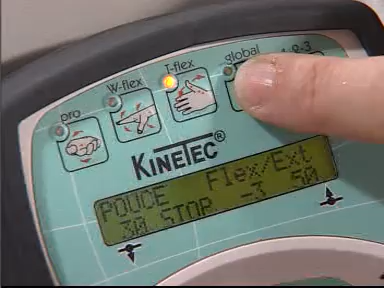 pro
W-flex
T-flex
global
KINETEC®
POUCE Flex/Ext
30 STOP -3 50